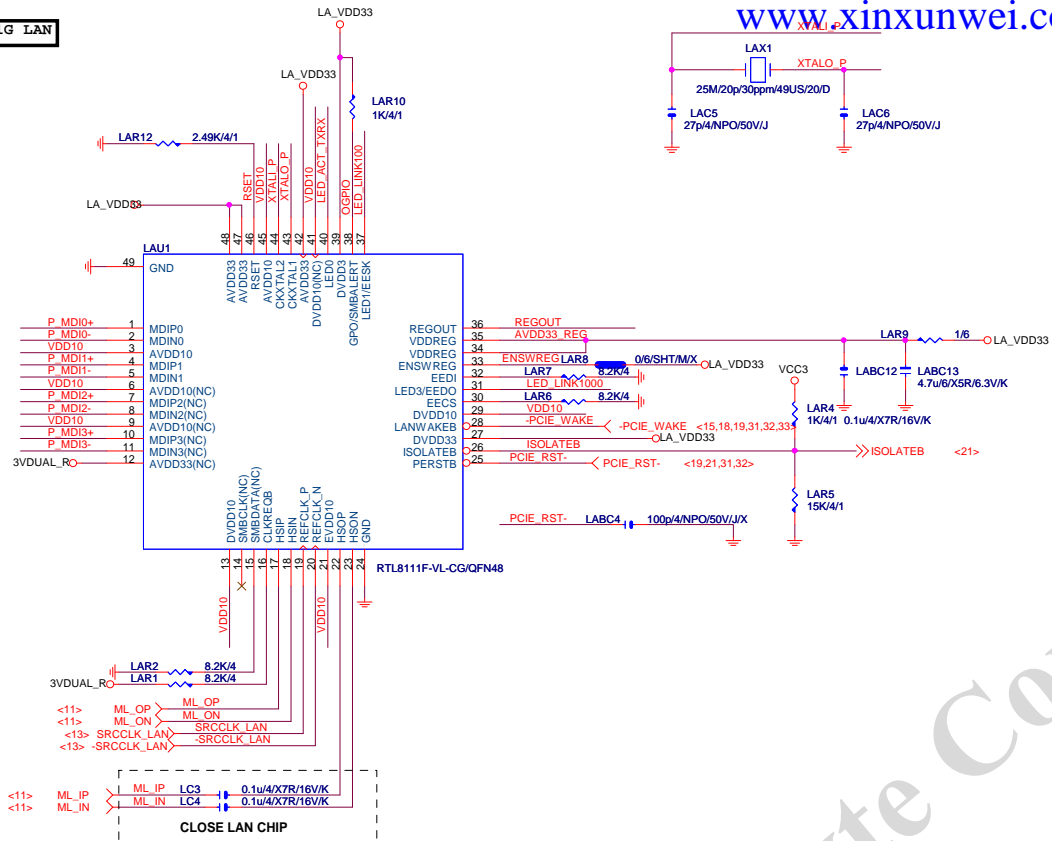 LG LAN
www.xinxunwei.co
LA_VDD33
LA_VDD33
LAR10
1K/4/1
LAR12 2.49K/4/1
LA_VDD33
RSET
VDD10
XTALI_P
XTALO_P
VDD10
LED_ACT_TXRX
OGPIO
LED_LINK100
XTALI_P
LAX1
XTALO_P
25M/20p/30ppm/49US/20/D
LAC5
27p/4/NPO/50V/J
LAC6
27p/4/NPO/50V/J
LAU1
48 47 46 45 44 43 42 41 40 39 38 37
AVDD33
AVDD33
RSET
AVDD10
CKXTAL2
CKXTAL1
AVDD33
DVDD10(NC)
LED0
DVDD3
GPO/SMBALERT
LED1/EESK
49 GND
P_MDI0+ 1 MDIP0
P_MDI0- 2 MDIN0
VDD10 3 AVDD10
P_MDI1+ 4 MDIP1
P_MDI1- 5 MDIN1
VDD10 6 AVDD10(NC)
P_MDI2+ 7 MDIP2(NC)
P_MDI2- 8 MDIN2(NC)
VDD10 9 AVDD10(NC)
P_MDI3+ 10 MDIP3(NC)
P_MDI3- 11 MDIN3(NC)
3VDUAL_R 12 AVDD33(NC)
REGOUT 36 REGOUT
VDDREG 35 AVDD33_REG
VDDREG 34
ENSWREG 33 ENSWREG LAR8 0/6/SHT/M/X LA_VDD33
EEDI 32 LAR7 8.2K/4
LED3/EEDO 31 LED_LINK1000
EECS 30 LAR6 8.2K/4
DVDD10 29 VDD10
LANWAKEB 28 -PCIE_WAKE -PCIE_WAKE <15,18,19,31,32,33>
DVDD33 27 LA_VDD33
ISOLATEB 26 ISOLATEB ISOLATEB <21>
PERSTB 25 PCIE_RST- PCIE_RST- <19,21,31,32>
LAR9 1/6 LA_VDD33
LABC12
0.1u/4/X7R/16V/K
LABC13
4.7u/6/X5R/6.3V/K
VCC3
LAR4
1K/4/1
LAR5
15K/4/1
PCIE_RST- LABC4 100p/4/NPO/50V/J/X
DVDD10
SMBCLK(NC)
SMBDATA(NC)
CLKREQB
HSIP
HSIN
REFCLK_P
REFCLK_N
EVDD10
HSOP
HSON
GND
13 14 15 16 17 18 19 20 21 22 23 24
RTL8111F-VL-CG/QFN48
VDD10
VDD10
LAR2 8.2K/4
3VDUAL_R LAR1 8.2K/4
<11> ML_OP ML_OP
<11> ML_ON ML_ON
<13> SRCCLK_LAN SRCCLK_LAN
<13> -SRCCLK_LAN -SRCCLK_LAN
<11> ML_IP ML_IP LC3 0.1u/4/X7R/16V/K
<11> ML_IN ML_IN LC4 0.1u/4/X7R/16V/K
CLOSE LAN CHIP